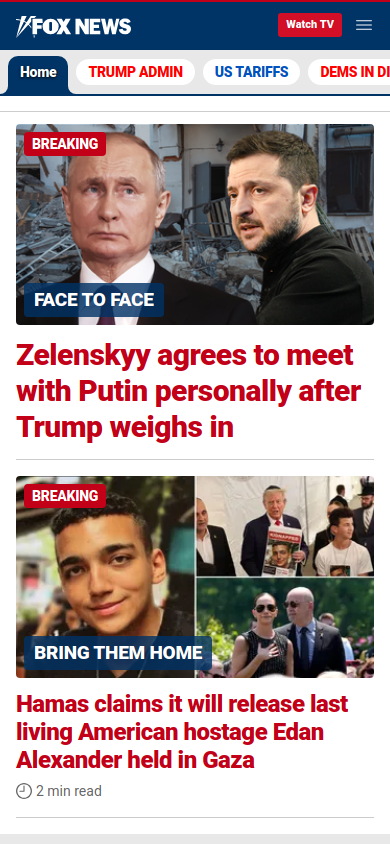 FOX NEWS
Watch TV
Home
TRUMP ADMIN
US TARIFFS
DEMS IN DI
BREAKING
FACE TO FACE
Zelenskyy agrees to meet
with Putin personally after
Trump weighs in
BREAKING
KIDNAPPED
BRING THEM HOME
Hamas claims it will release last
living American hostage Edan
Alexander held in Gaza
2 min read